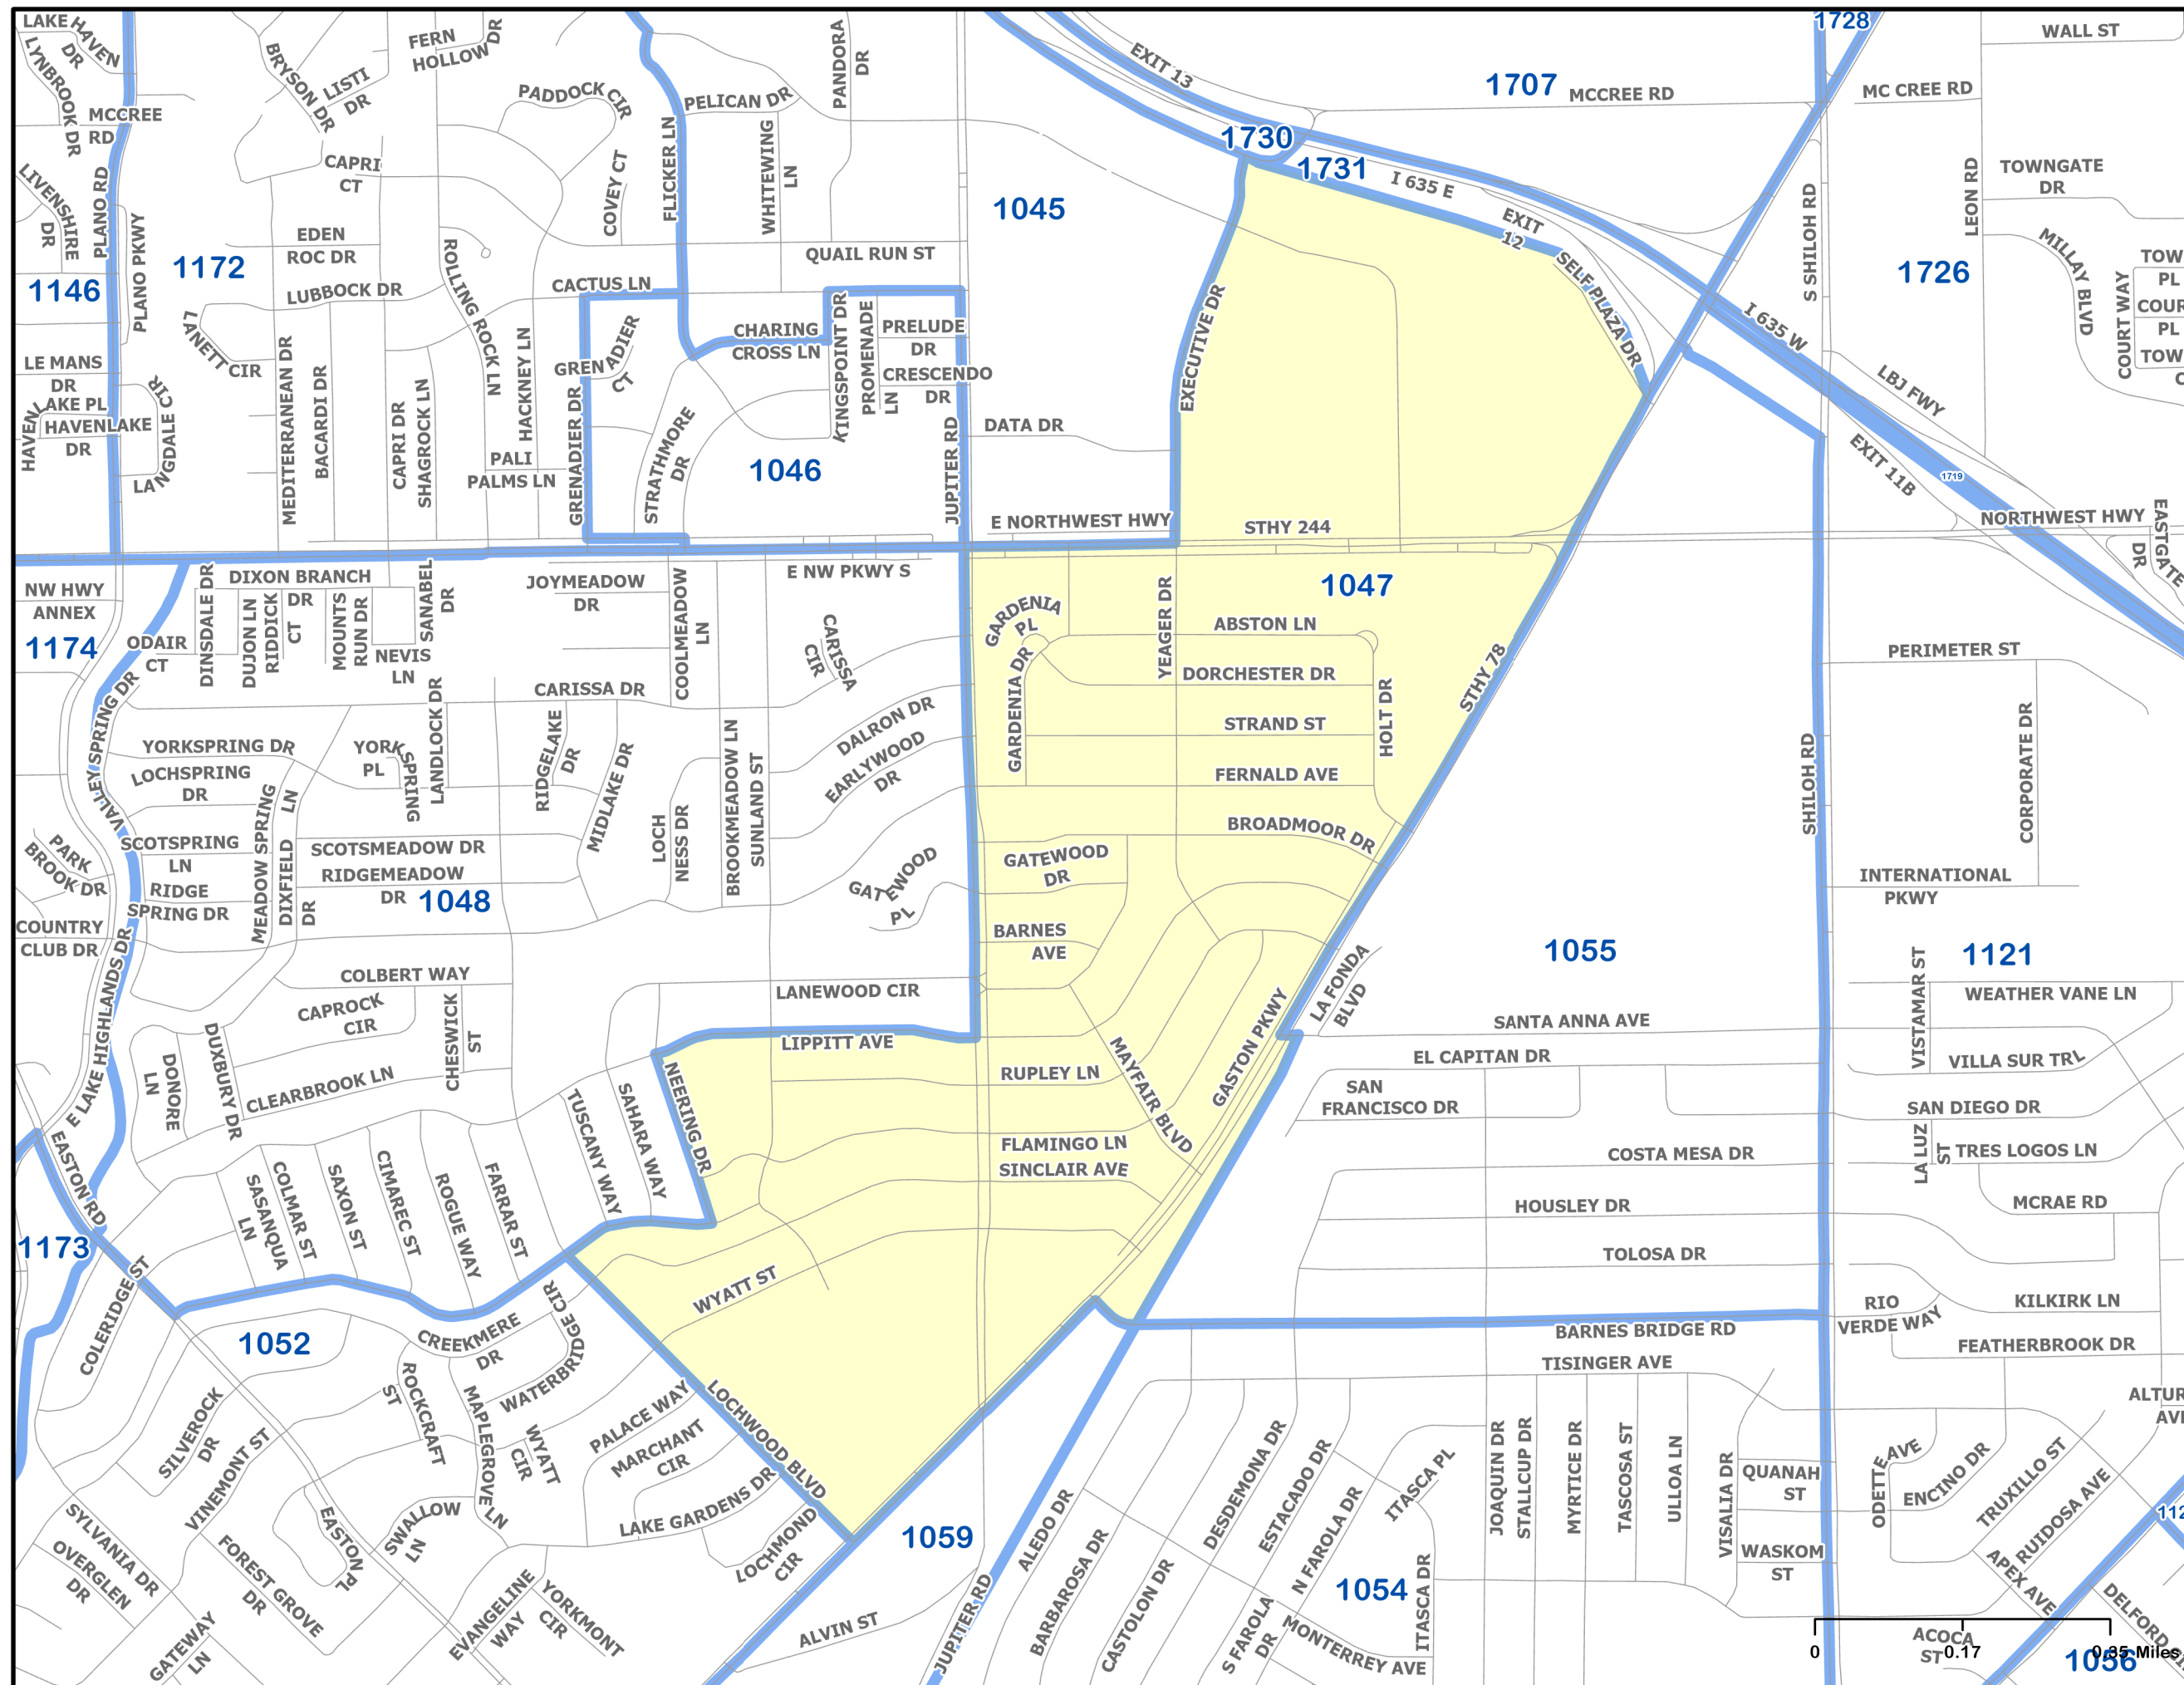 LAKE HAVEN DR
LYNBROOK DR
BRYSON DR
LISTI DR
FERN HOLLOW DR
PADDOCK CIR
PELICAN DR
PANDORA DR
EXIT 13
1707
MCCREE RD
1728
MC CREE RD
WALL ST
MCCREE RD
1730
1731
I 635 E
EXIT 12
LIVENSHIRE DR
PLANO RD
PLANO PKWY
CAPRI CT
COVEY CT
FLICKER LN
WHITEWING LN
1045
S SHILOH RD
LEON RD
TOWNGATE DR
1172
EDEN ROC DR
ROLLING ROCK LN
QUAIL RUN ST
SELF PLAZA DR
1726
MILLAY BLVD
COURT WAY
TOW
PL
COUR
PL
TOW
C
1146
LUBBOCK DR
CACTUS LN
EXECUTIVE DR
I 635 W
LANETT CIR
GRENADIER CT
CHARING CROSS LN
KINGSPOINT DR
PROMENADE LN
PRELUDE DR
CRESCENDO DR
LE MANS DR
HAVENLAKE PL
HAVENLAKE DR
LANGDALE CIR
MEDITERRANEAN DR
BACARDI DR
CAPRI DR
SHAGROCK LN
HACKNEY LN
GRENADIER DR
STRATHMORE DR
1046
JUPITER RD
DATA DR
LBJ FWY
EXIT 11B
1719
PALI PALMS LN
E NORTHWEST HWY
STHY 244
NORTHWEST HWY
EASTGATE DR
NW HWY ANNEX
1174
DIXON BRANCH DR
JOYMEADOW DR
E NW PKWY S
1047
ODAIR CT
DINSDALE DR
DUJON LN
RIDDICK CT
MOUNTS RUN DR
SANABEL DR
NEVIS LN
COOLMEADOW LN
CARISSA CIR
GARDENIA PL
YEAGER DR
ABSTON LN
DORCHESTER DR
STHY 78
PERIMETER ST
VALLEY SPRING DR
CARISSA DR
LANDLOCK DR
GARDENIA DR
STRAND ST
HOLT DR
YORKSPRING DR
YORK SPRING PL
RIDGELAKE DR
MIDLAKE DR
DALRON DR
EARLYWOOD DR
FERNALD AVE
SHILOH RD
CORPORATE DR
LOCHSPRING DR
MEADOW SPRING LN
LOCH NESS DR
BROOKMEADOW LN
SUNLAND ST
BROADMOOR DR
PARK BROOK DR
SCOTSPRING LN
SCOTSMEADOW DR
GATEWOOD DR
RIDGE SPRING DR
DIXFIELD DR
RIDGEMEADOW DR
1048
GATEWOOD PL
INTERNATIONAL PKWY
COUNTRY CLUB DR
BARNES AVE
LA FONDA BLVD
1055
1121
E LAKE HIGHLANDS DR
COLBERT WAY
CAPROCK CIR
CHESWICK ST
LANEWOOD CIR
VISTAMAR ST
WEATHER VANE LN
SANTA ANNA AVE
DONORE LN
DUXBURY DR
CLEARBROOK LN
LIPPITT AVE
EL CAPITAN DR
VILLA SUR TRL
NEERING DR
RUPLEY LN
MAYFAIR BLVD
GASTON PKWY
SAN FRANCISCO DR
SAN DIEGO DR
EASTON RD
TUSCANY WAY
SAHARA WAY
FLAMINGO LN
SINCLAIR AVE
COSTA MESA DR
LA LUZ ST
TRES LOGOS LN
SASANQUA LN
COLMAR ST
SAXON ST
CIMAREC ST
ROGUE WAY
FARRAR ST
HOUSLEY DR
MCRAE RD
1173
TOLOSA DR
COLERIDGE ST
WYATT ST
RIO VERDE WAY
KILKIRK LN
1052
CREEKMERE DR
WATERBRIDGE CIR
BARNES BRIDGE RD
FEATHERBROOK DR
TISINGER AVE
SILVEROCK DR
ROCKCRAFT ST
MAPLEGROVE LN
PALACE WAY
LOCHWOOD BLVD
ALTUR
AVE
VINEMONT ST
WYATT CIR
MARCHANT CIR
DESDEMONA DR
ESTACADO DR
ITASCA PL
JOAQUIN DR
STALLCUP DR
MYRTICE DR
TASCOSA ST
ULLOA LN
VISALIA DR
QUANAH ST
ODETTE AVE
ENCINO DR
TRUXILLO ST
RUIDOSA AVE
SYLVANIA DR
EASTON PL
SWALLOW LN
LAKE GARDENS DR
LOCHMOND CIR
1059
ALEDO DR
BARBAROSA DR
CASTOLON DR
N FAROLA DR
1054
ITASCA DR
WASKOM ST
APEX AVE
112
OVERGLEN DR
FOREST GROVE DR
GATEWAY LN
EVANGELINE WAY
YORKMONT CIR
ALVIN ST
JUPITER RD
S FAROLA DR
MONTERREY AVE
ACOCA ST
DELFORD
1056
0 0.17 0.35 Miles